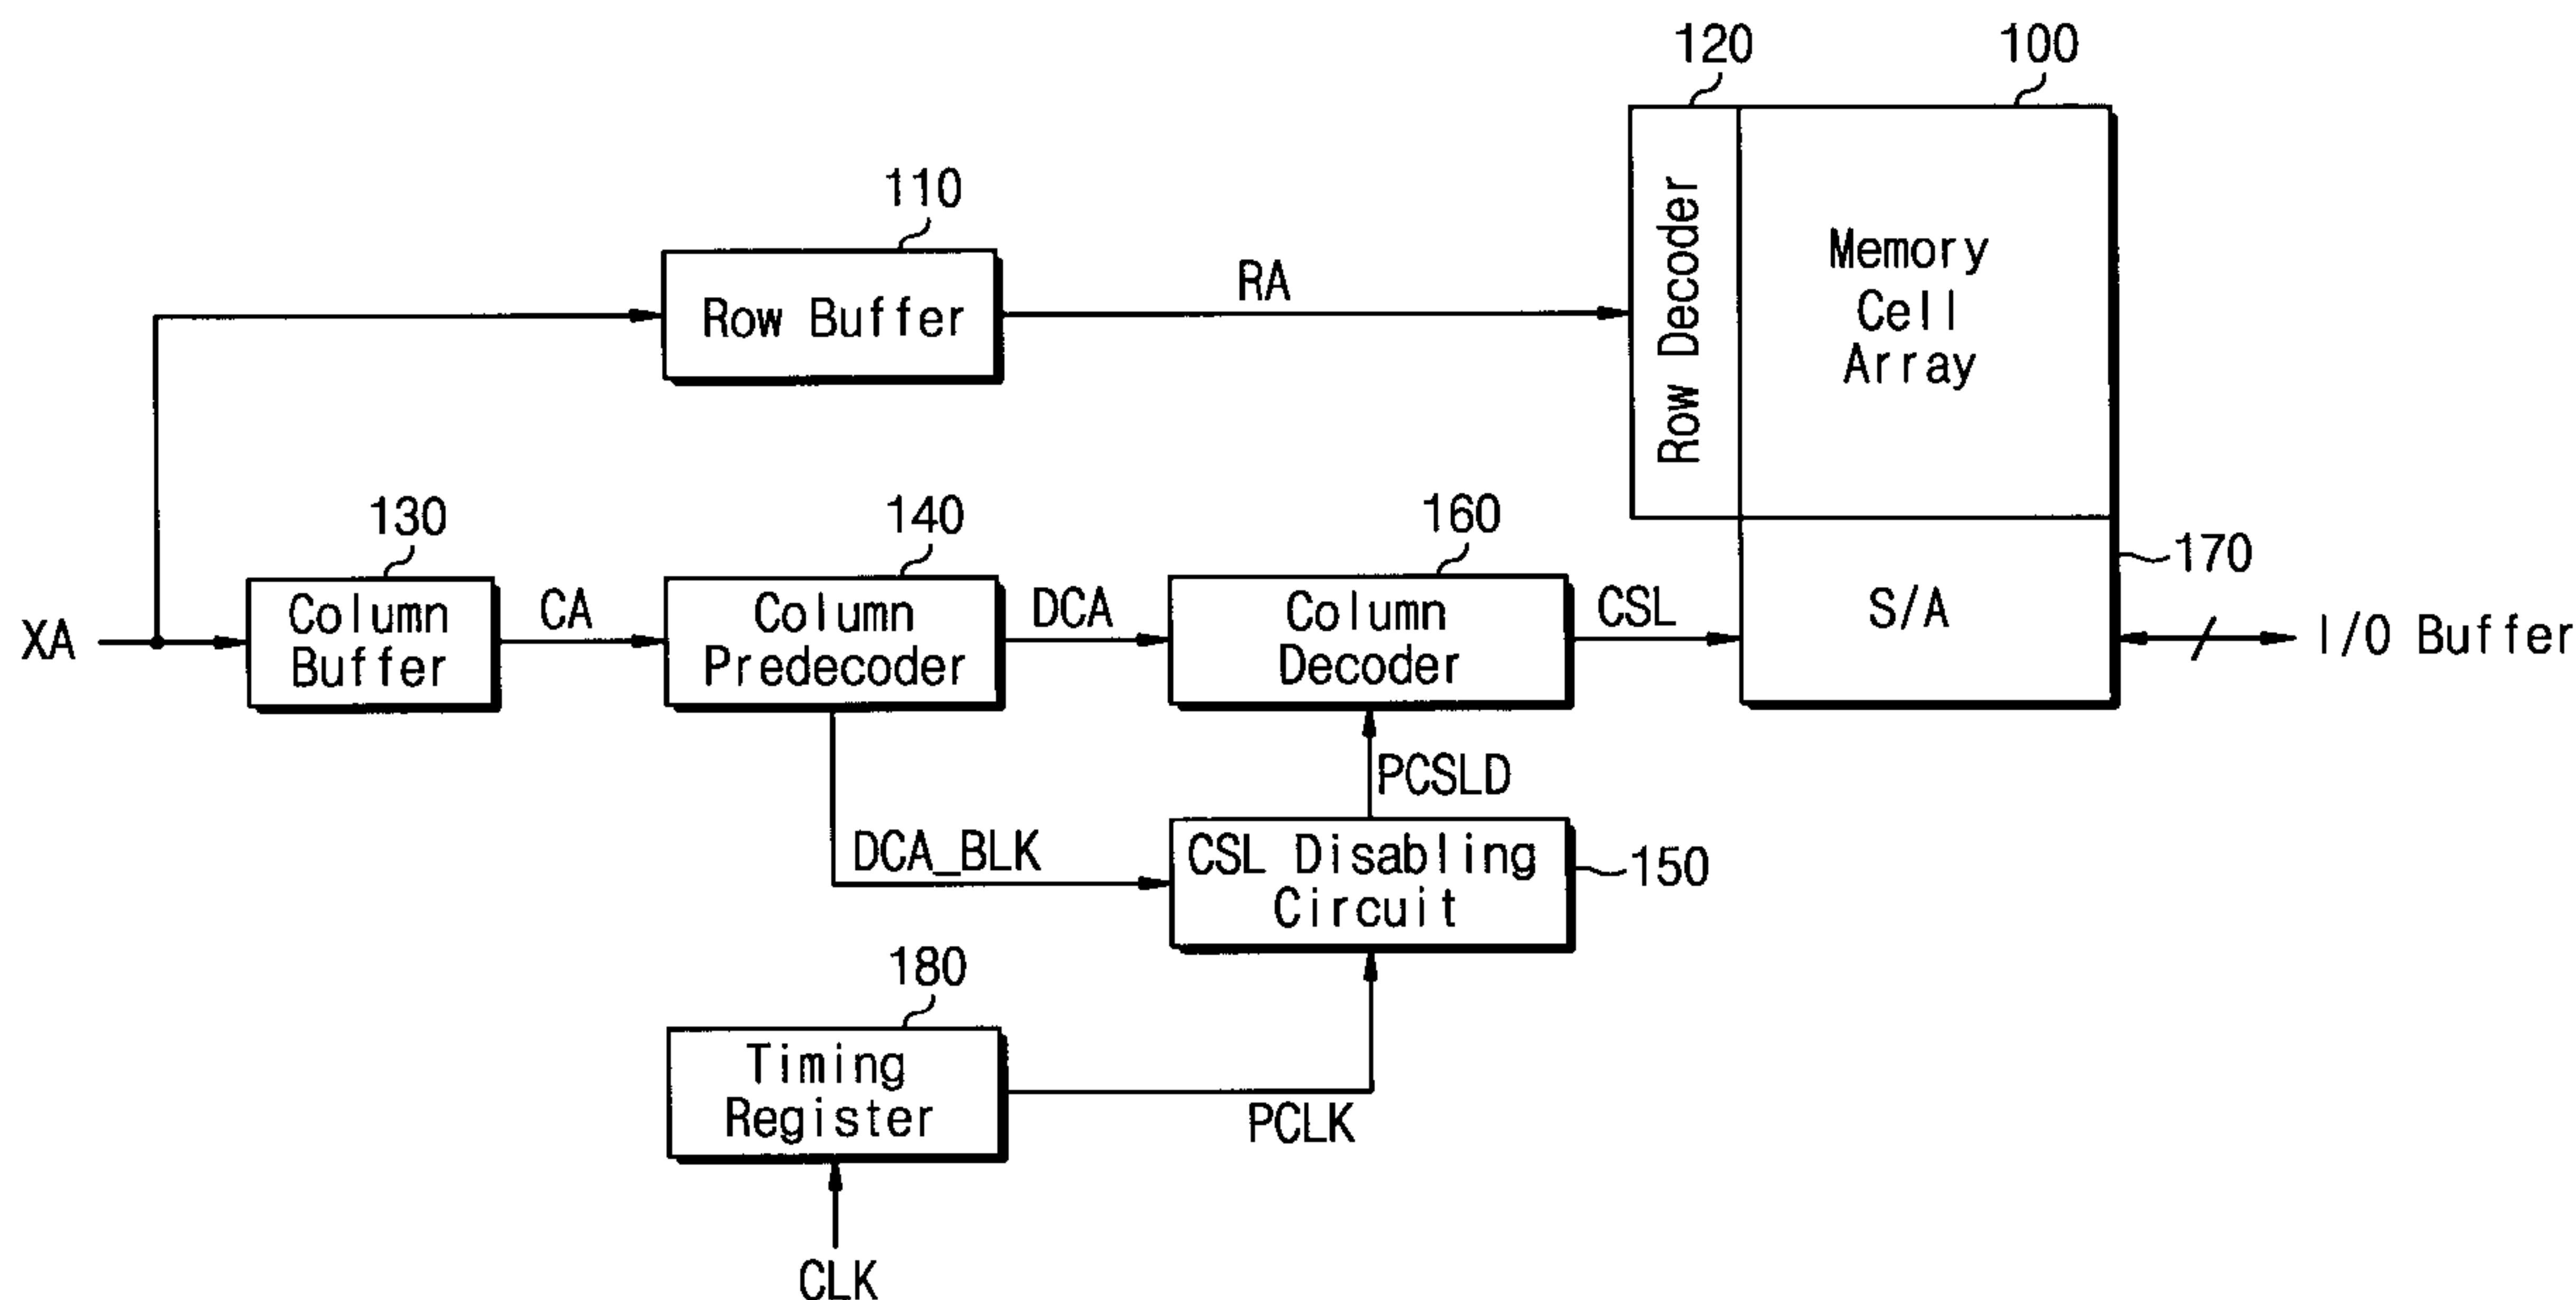 120
100
110
Row Decoder
Memory
Cell
Array
Row Buffer
RA
130
140
160
170
XA
Column
Buffer
CA
Column
Predecoder
DCA
Column
Decoder
CSL
S/A
I/O Buffer
PCSLD
DCA_BLK
CSL Disabling
Circuit
150
180
Timing
Register
PCLK
CLK